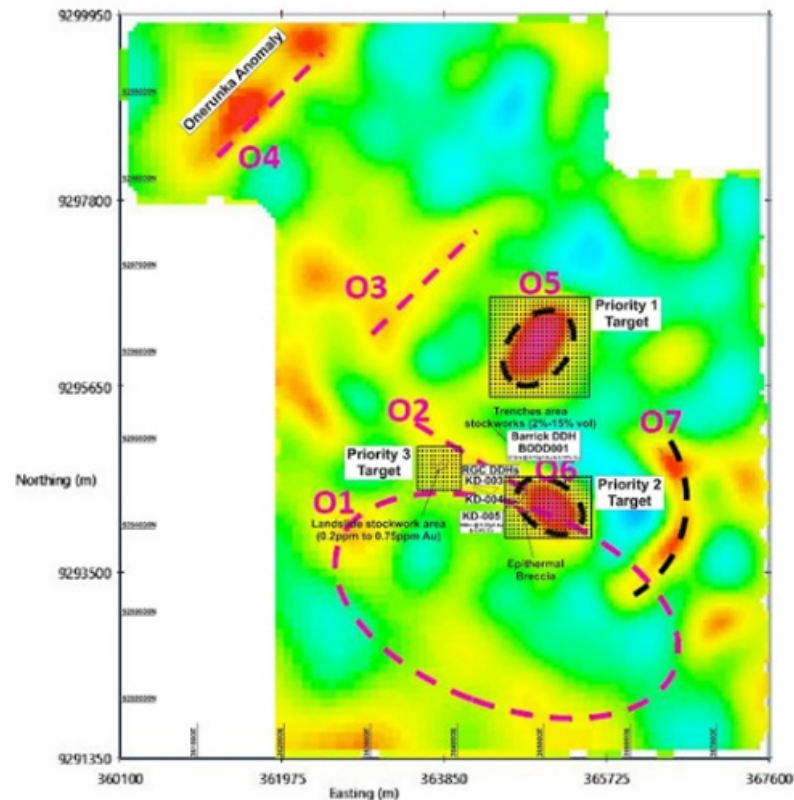 9299950
Onerunka Anomaly
O4
9297800
O3
O5
Priority 1
Target
9295650
O2
Trenches area
stockworks (2%-15% vol)
Barrick DDH
BODD001
O7
Priority 3
Target
RGC DDHs
KD-003
O6
Priority 2
Target
Northing (m)
O1
KD-004
KD-005
Landslide stockwork area
(0.2ppm to 0.75ppm Au)
Epithermal
Breccia
9293500
9291350
360100
361975
363850
365725
367600
Easting (m)